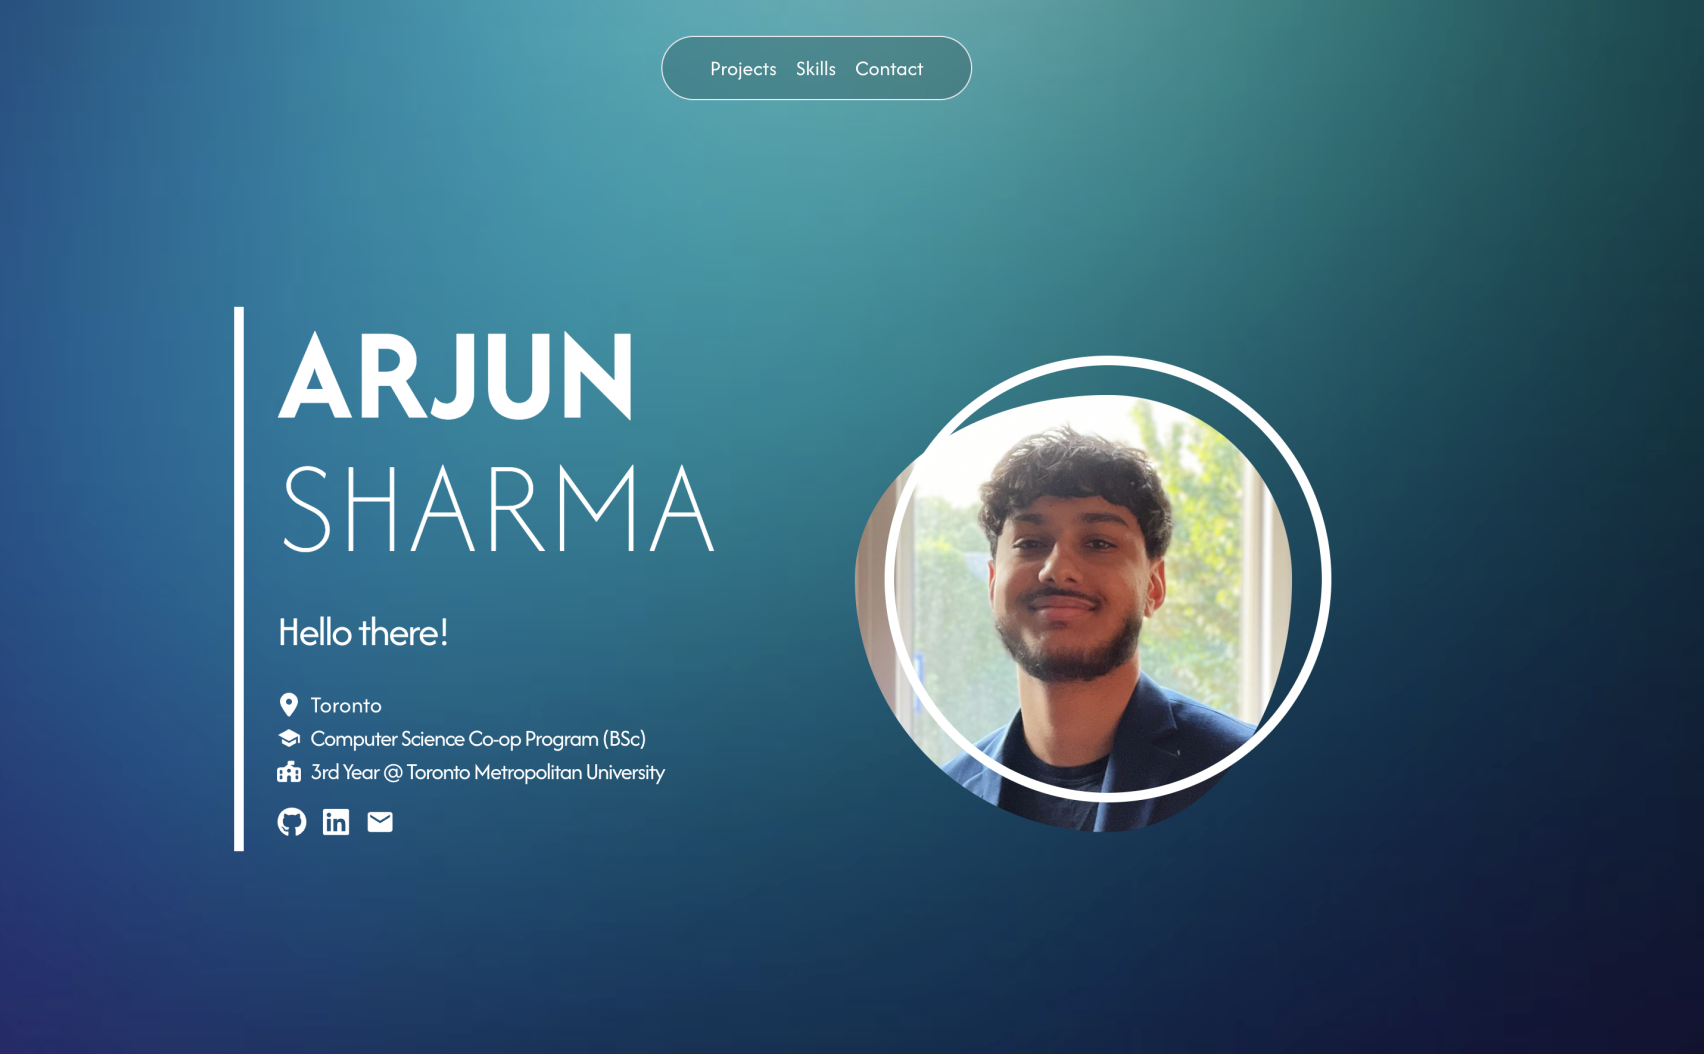 Projects Skills Contact
ARJUN
SHARMA
Hello there!
Toronto
Computer Science Co-op Program (BSc)
3rd Year @ Toronto Metropolitan University
in